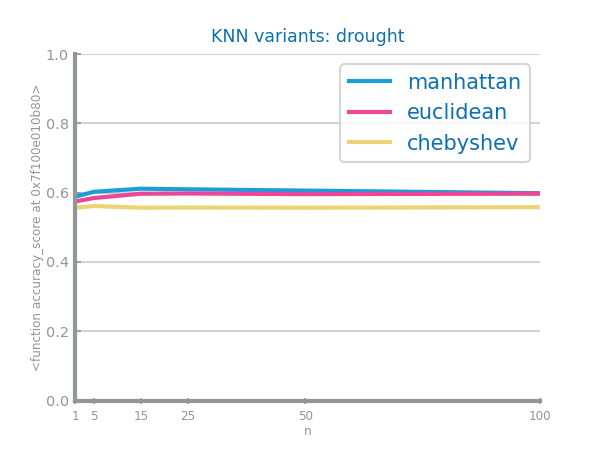 KNN variants: drought
<function accuracy_score at 0x7f100e010b80>
1.0
0.8
0.6
0.4
0.2
0.0
manhattan
euclidean
chebyshev
1 5 15 25 50 100
n